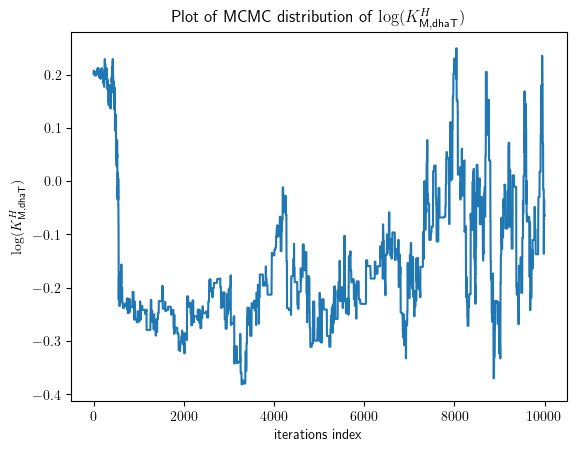 Plot of MCMC distribution of log(K^H_M,dhaT)
log(K^H_M,dhaT)
0.2
0.1
0.0
−0.1
−0.2
−0.3
−0.4
0 2000 4000 6000 8000 10000
iterations index